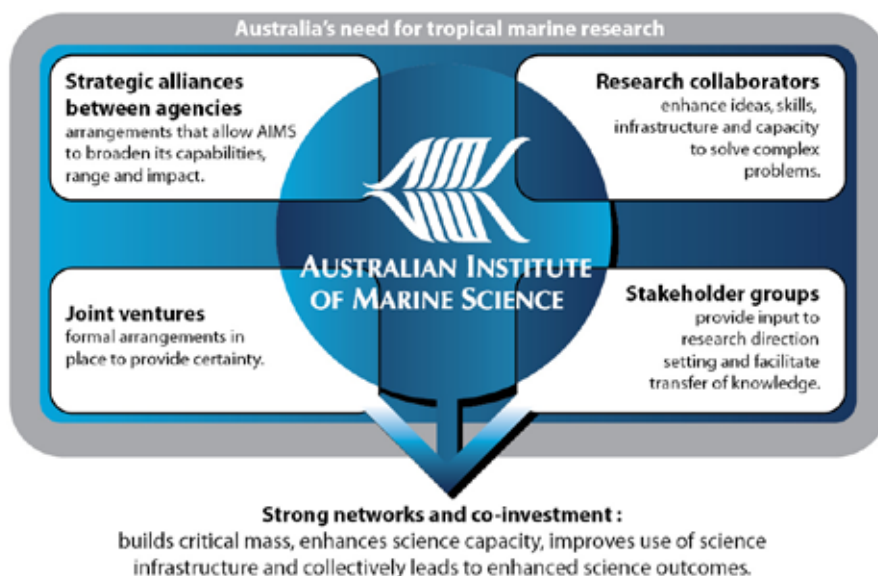 Australia's need for tropical marine research
Strategic alliances
between agencies
arrangements that allow AIMS
to broaden its capabilities,
range and impact.
Research collaborators
enhance ideas, skills,
infrastructure and capacity
to solve complex
problems.
AIMS
AUSTRALIAN INSTITUTE
OF MARINE SCIENCE
Joint ventures
formal arrangements in
place to provide certainty.
Stakeholder groups
provide input to
research direction
setting and facilitate
transfer of knowledge.
Strong networks and co-investment :
builds critical mass, enhances science capacity, improves use of science
infrastructure and collectively leads to enhanced science outcomes.